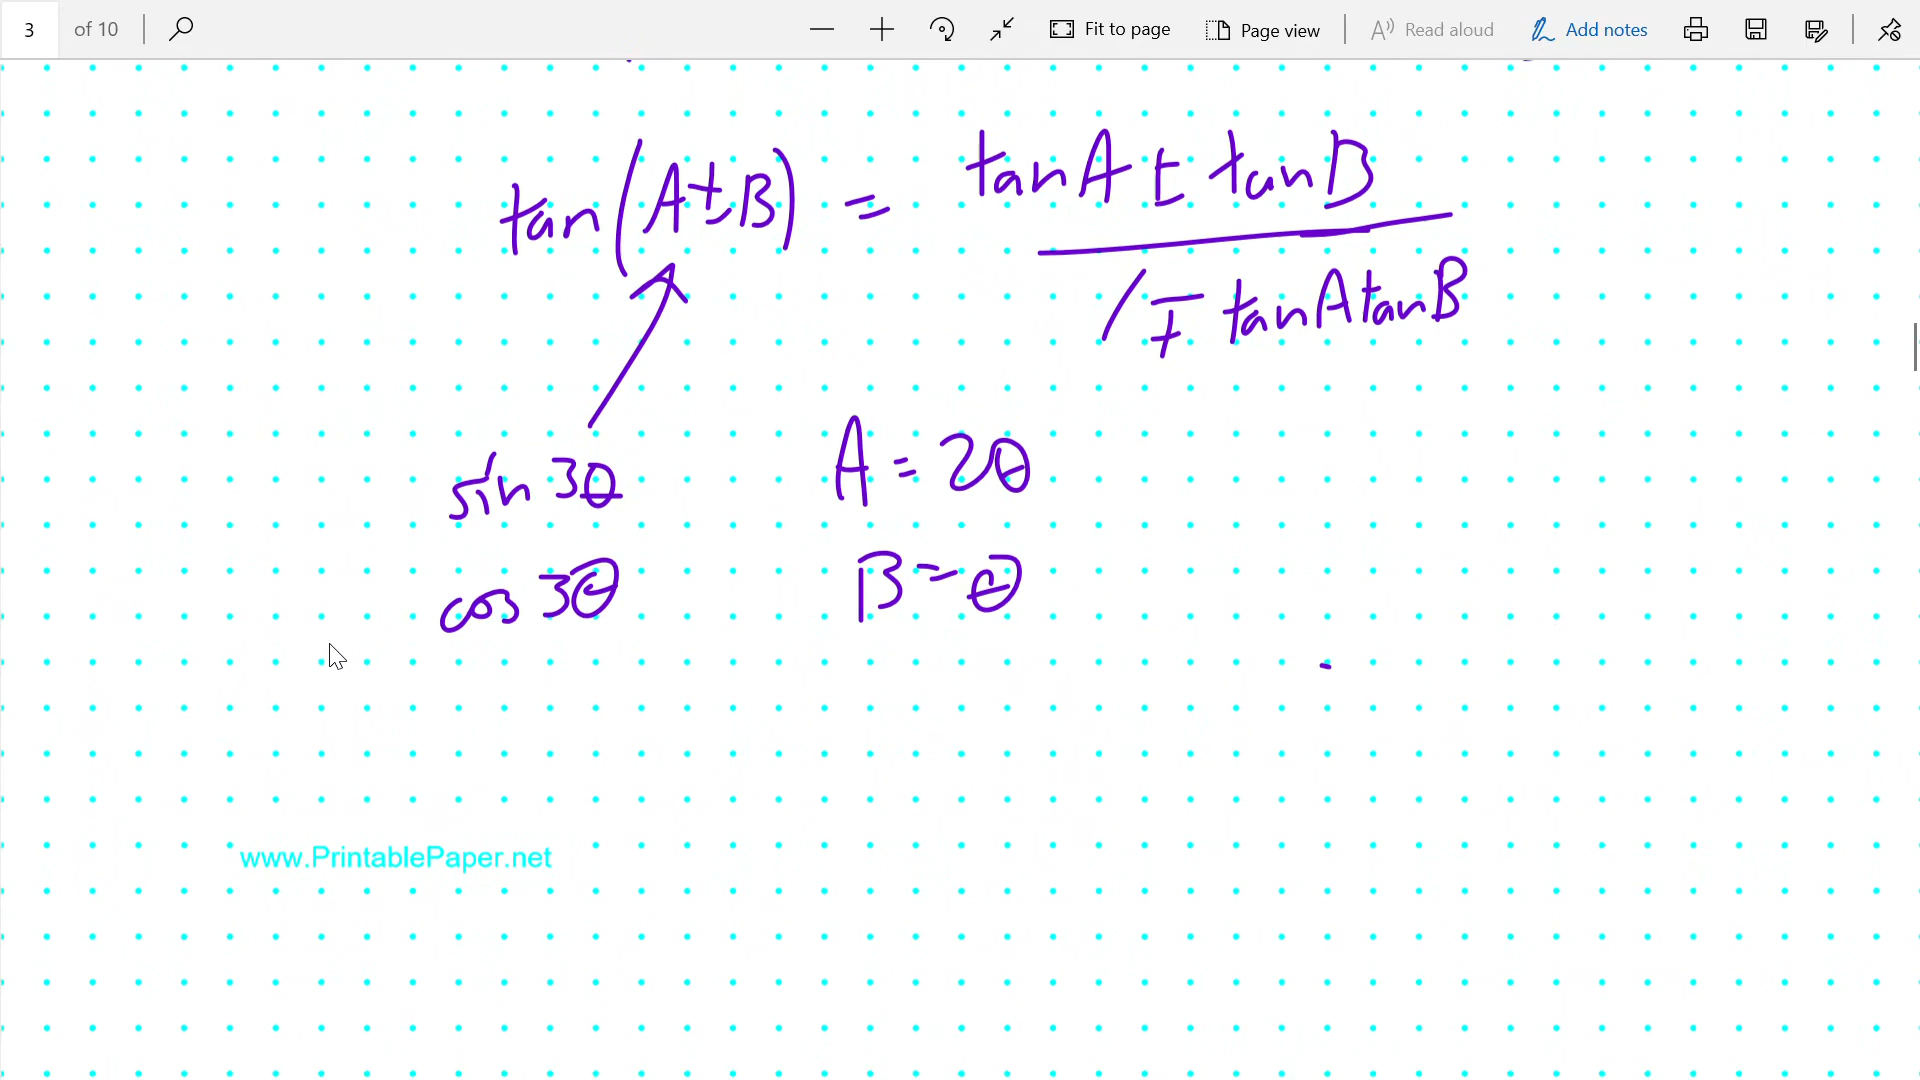 3 of 10 Fit to page Page view Read aloud Add notes
tan(A±B) = tanA ± tanB / 1 ∓ tanA tanB
sin 3θ A = 2θ
cos 3θ B = θ
www.PrintablePaper.net